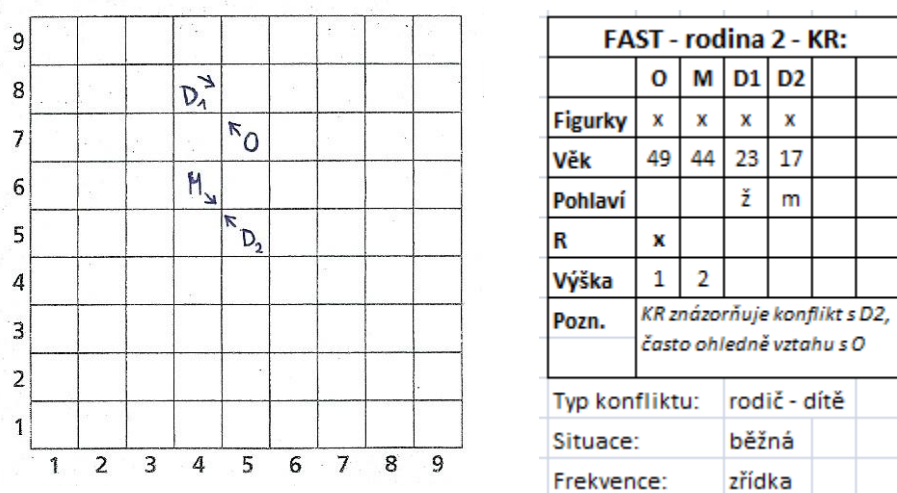 9
8
7
6
5
4
3
2
1
1 2 3 4 5 6 7 8 9
D1
O
M
D2
FAST - rodina 2 - KR:
O M D1 D2
Figurky x x x x
Věk 49 44 23 17
Pohlaví ž m
R x
Výška 1 2
Pozn. KR znázorňuje konflikt s D2,
často ohledně vztahu s O
Typ konfliktu: rodič - dítě
Situace: běžná
Frekvence: zřídka